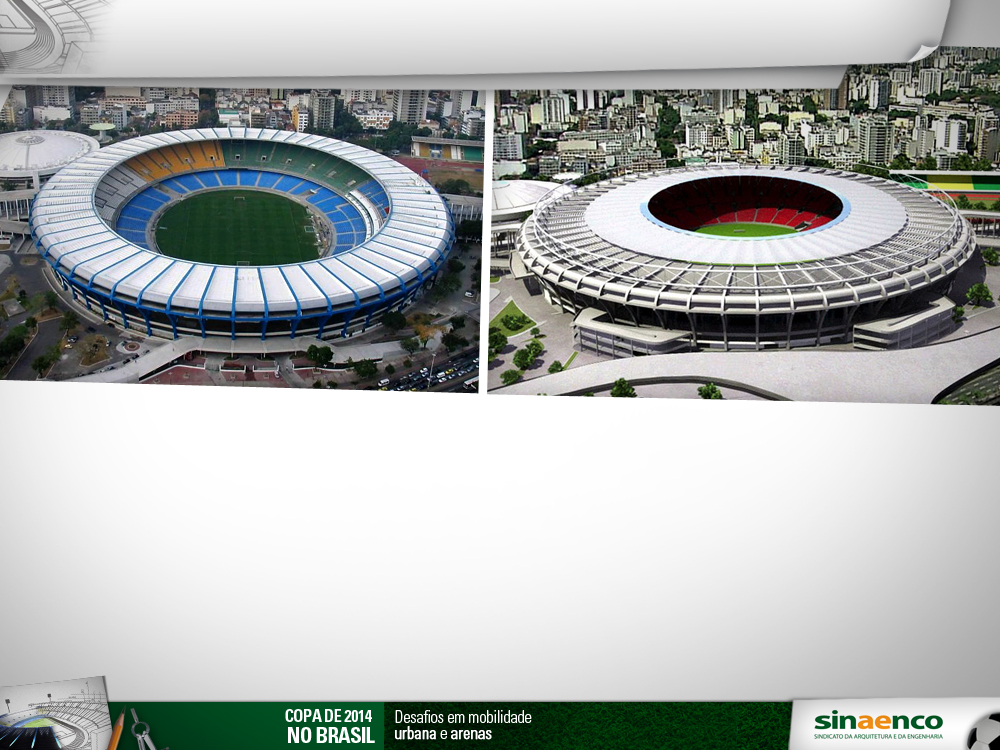 COPA DE 2014
NO BRASIL
Desafios em mobilidade
urbana e arenas
sinaenco
SINDICATO DA ARQUITETURA E DA ENGENHARIA